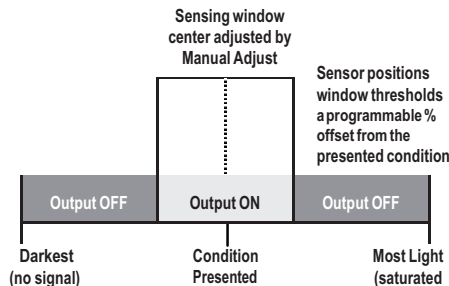 Sensing window
center adjusted by
Manual Adjust
Sensor positions
window thresholds
a programmable %
offset from the
presented condition
Output OFF
Output ON
Output OFF
Darkest
(no signal)
Condition
Presented
Most Light
(saturated